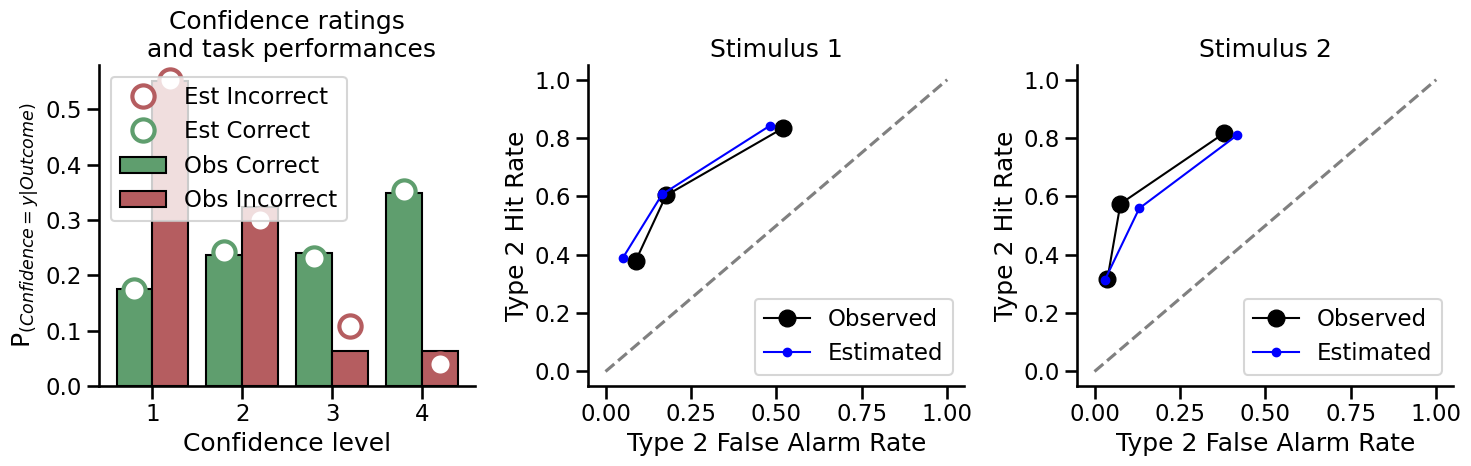 Confidence ratings
and task performances
P(Confidence = y|Outcome)
0.5
0.4
0.3
0.2
0.1
0.0
Est Incorrect
Est Correct
Obs Correct
Obs Incorrect
1 2 3 4
Confidence level
Stimulus 1
Type 2 Hit Rate
1.0
0.8
0.6
0.4
0.2
0.0
Observed
Estimated
0.00 0.25 0.50 0.75 1.00
Type 2 False Alarm Rate
Stimulus 2
Type 2 Hit Rate
1.0
0.8
0.6
0.4
0.2
0.0
Observed
Estimated
0.00 0.25 0.50 0.75 1.00
Type 2 False Alarm Rate